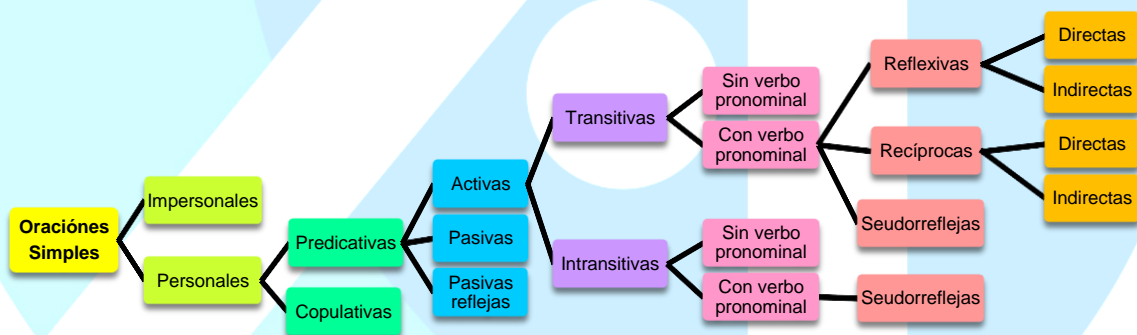 Oraciónes
Simples
Impersonales
Personales
Predicativas
Copulativas
Activas
Pasivas
Pasivas
reflejas
Transitivas
Intransitivas
Sin verbo
pronominal
Con verbo
pronominal
Reflexivas
Directas
Indirectas
Recíprocas
Directas
Indirectas
Seudorreflejas
Sin verbo
pronominal
Con verbo
pronominal
Seudorreflejas